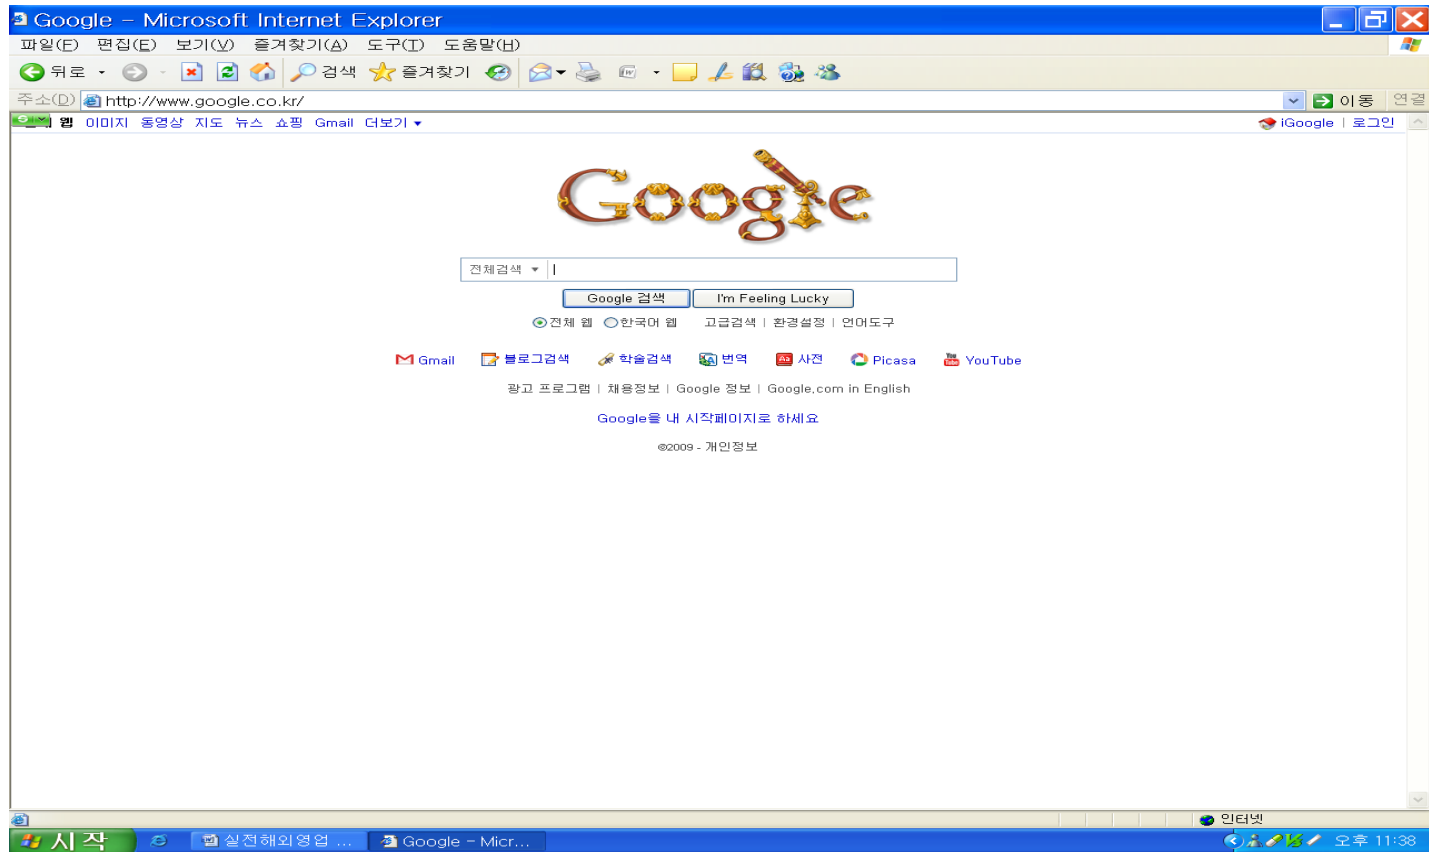 Google - Microsoft Internet Explorer
파일(F) 편집(E) 보기(V) 즐겨찾기(A) 도구(T) 도움말(H)
뒤로 검색 즐겨찾기
주소(D) http://www.google.co.kr/ 이동 연결
웹 이미지 동영상 지도 뉴스 쇼핑 Gmail 더보기 ▼ iGoogle | 로그인
Google
전체검색 ▼
Google 검색 I'm Feeling Lucky
전체 웹 한국어 웹 고급검색 | 환경설정 | 언어도구
Gmail 블로그검색 학술검색 번역 사전 Picasa YouTube
광고 프로그램 | 채용정보 | Google 정보 | Google.com in English
Google을 내 시작페이지로 하세요
©2009 - 개인정보
인터넷
시작 실전해외영업 ... Google - Micr... 오후 11:38